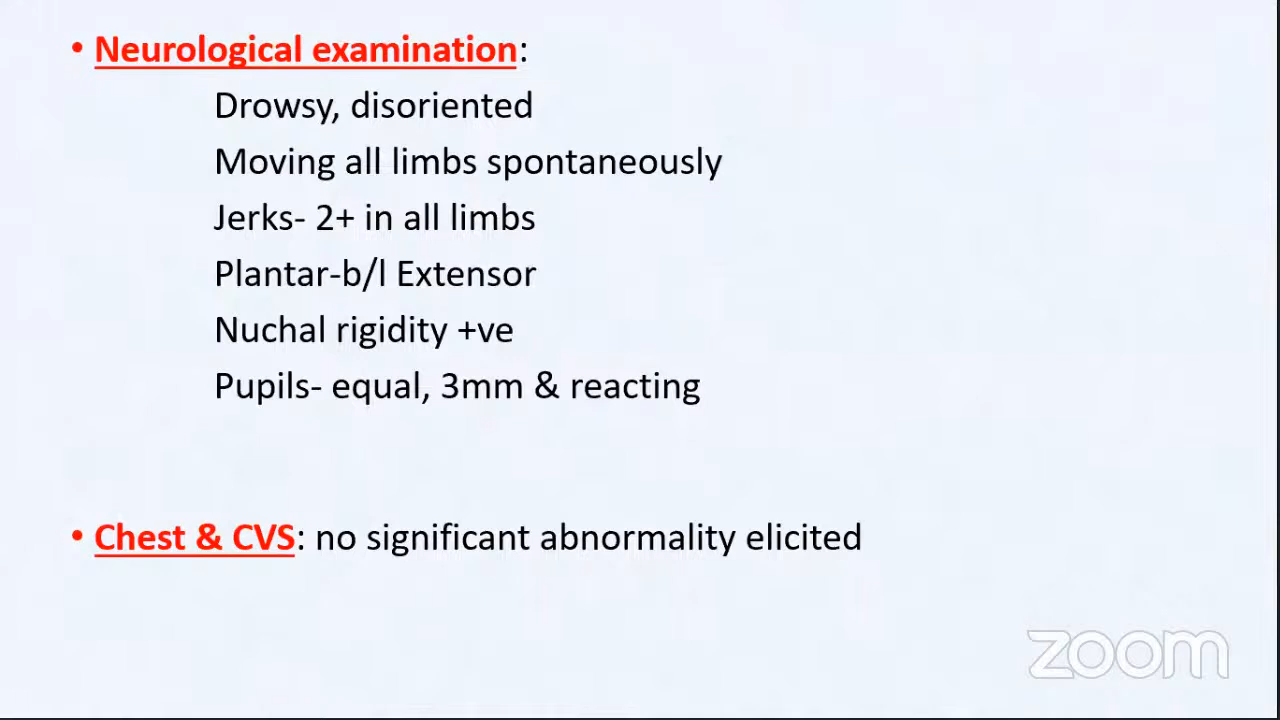 • Neurological examination:
Drowsy, disoriented
Moving all limbs spontaneously
Jerks- 2+ in all limbs
Plantar-b/l Extensor
Nuchal rigidity +ve
Pupils- equal, 3mm & reacting
• Chest & CVS: no significant abnormality elicited
zoom